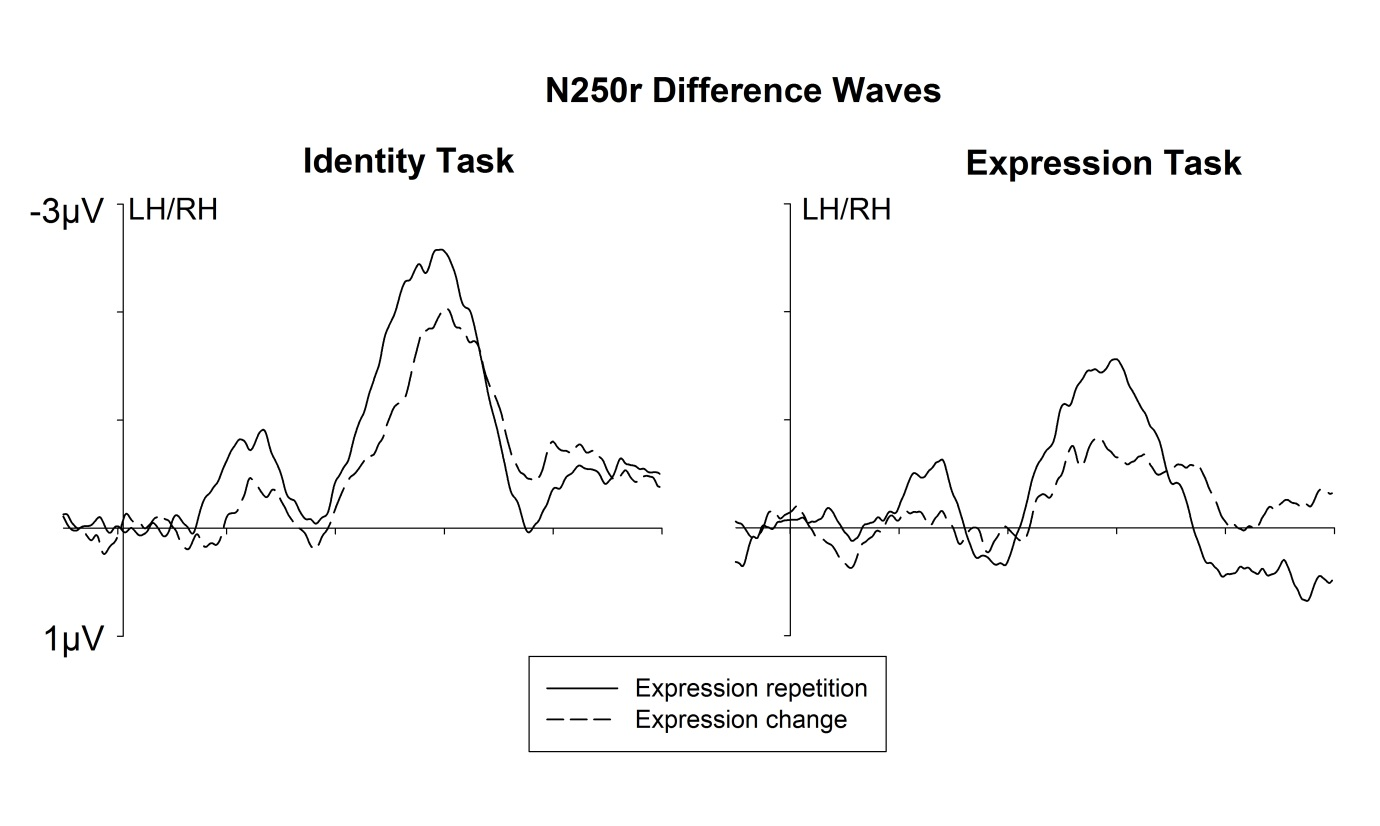 N250r Difference Waves
Identity Task
Expression Task
-3µV
LH/RH
LH/RH
1µV
Expression repetition
Expression change